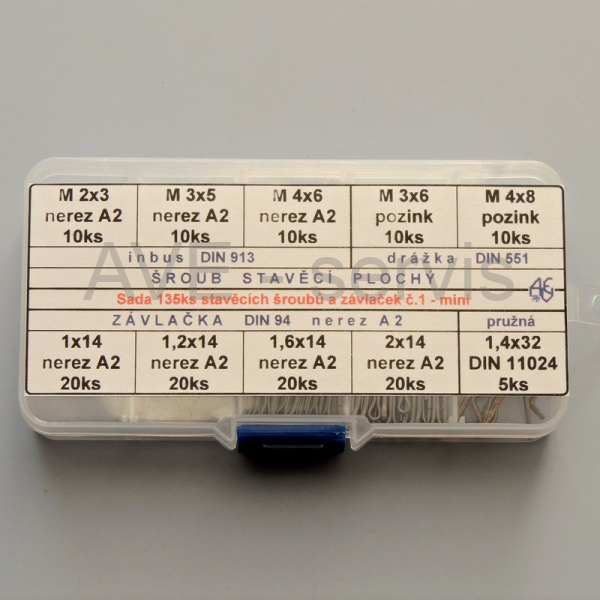 M 2x3 M 3x5 M 4x6 M 3x6 M 4x8
nerez A2 nerez A2 nerez A2 pozink pozink
10ks 10ks 10ks 10ks 10ks
inbus DIN 913 drážka DIN 551
ŠROUB STAVĚCÍ PLOCHÝ
Sada 135ks stavěcích šroubů a závlaček č.1 - mini
ZÁVLAČKA DIN 94 nerez A2 pružná
1x14 1,2x14 1,6x14 2x14 1,4x32
nerez A2 nerez A2 nerez A2 nerez A2 DIN 11024
20ks 20ks 20ks 20ks 5ks
AVE - servis